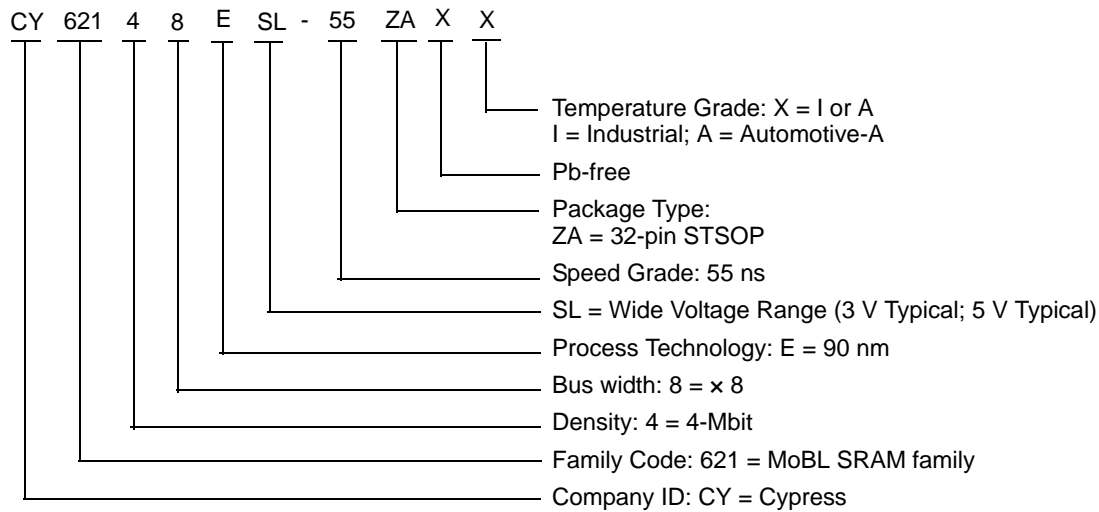 CY 621 4 8 E SL - 55 ZA X X
Temperature Grade: X = I or A
I = Industrial; A = Automotive-A
Pb-free
Package Type:
ZA = 32-pin STSOP
Speed Grade: 55 ns
SL = Wide Voltage Range (3 V Typical; 5 V Typical)
Process Technology: E = 90 nm
Bus width: 8 = × 8
Density: 4 = 4-Mbit
Family Code: 621 = MoBL SRAM family
Company ID: CY = Cypress